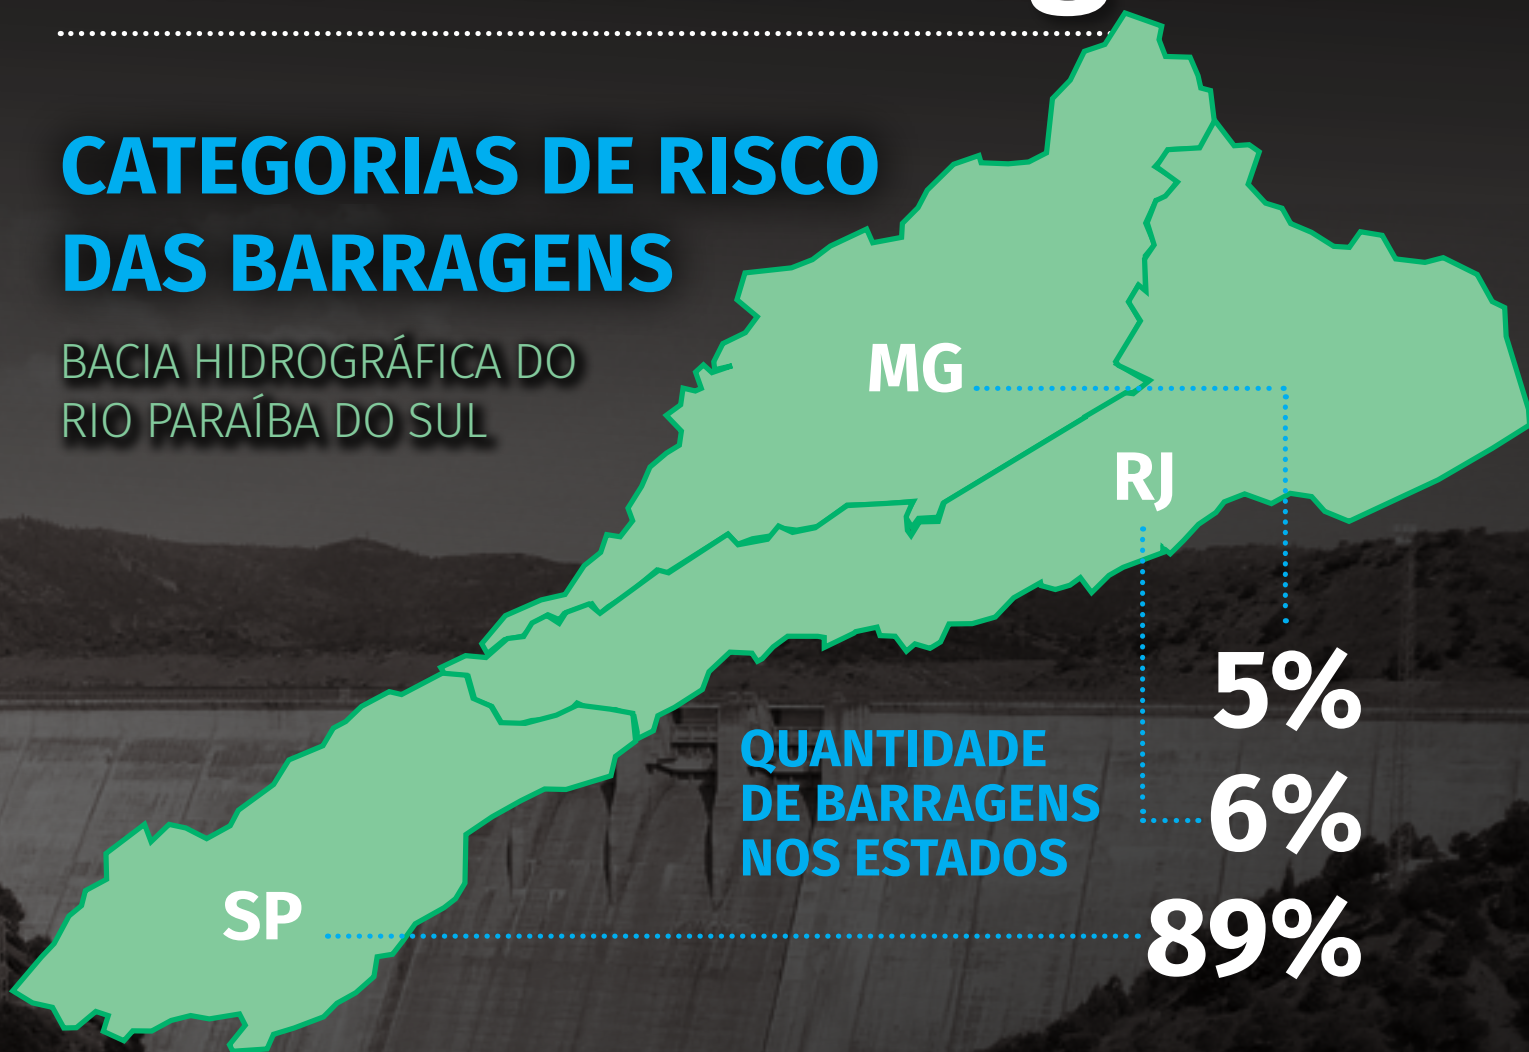 CATEGORIAS DE RISCO
DAS BARRAGENS
BACIA HIDROGRÁFICA DO
RIO PARAÍBA DO SUL
MG
RJ
SP
QUANTIDADE
DE BARRAGENS
NOS ESTADOS
5%
6%
89%